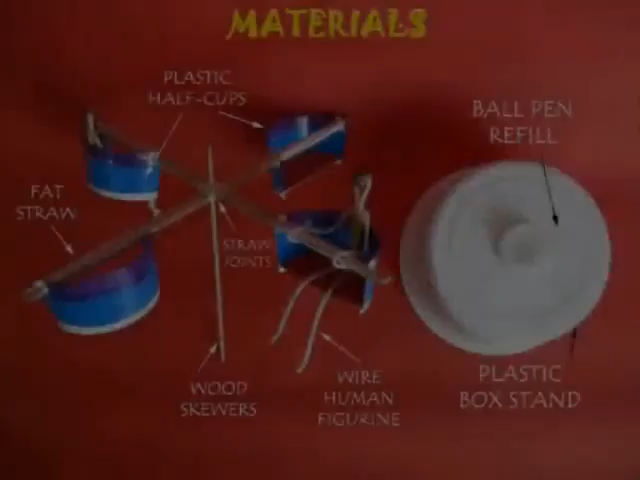 MATERIALS
PLASTIC
HALF-CUPS
BALL PEN
REFILL
FAT
STRAW
STRAW
JOINTS
WOOD
SKEWERS
WIRE
HUMAN
FIGURINE
PLASTIC
BOX STAND